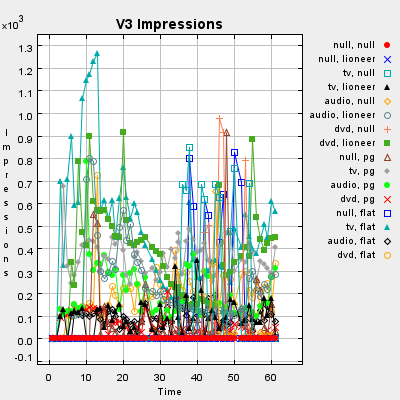 V3 Impressions
x10³
1.3
1.2
1.1
1.0
0.9
0.8
0.7
0.6
0.5
0.4
0.3
0.2
0.1
0.0
-0.1
Impressions
0 10 20 30 40 50 60
Time
null, null
null, lioneer
tv, null
tv, lioneer
audio, null
audio, lioneer
dvd, null
dvd, lioneer
null, pg
tv, pg
audio, pg
dvd, pg
null, flat
tv, flat
audio, flat
dvd, flat